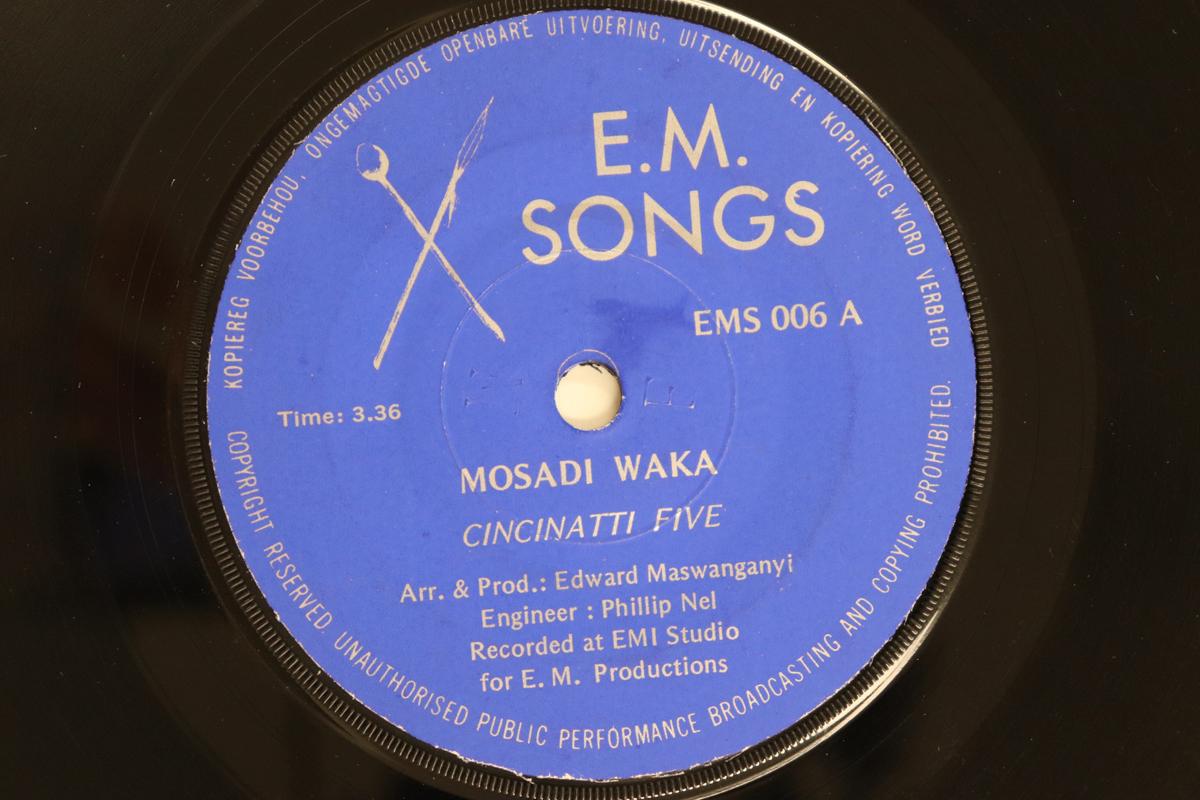 KOPIEREG VOORBEHOU, ONGEMAGTIGDE OPENBARE UITVOERING, UITSENDING EN KOPIERING WORD VERBIED
E.M.
SONGS
EMS 006 A
Time: 3.36
MOSADI WAKA
CINCINATTI FIVE
Arr. & Prod.: Edward Maswanganyi
Engineer : Phillip Nel
Recorded at EMI Studio
for E. M. Productions
COPYRIGHT RESERVED. UNAUTHORISED PUBLIC PERFORMANCE BROADCASTING AND COPYING PROHIBITED.